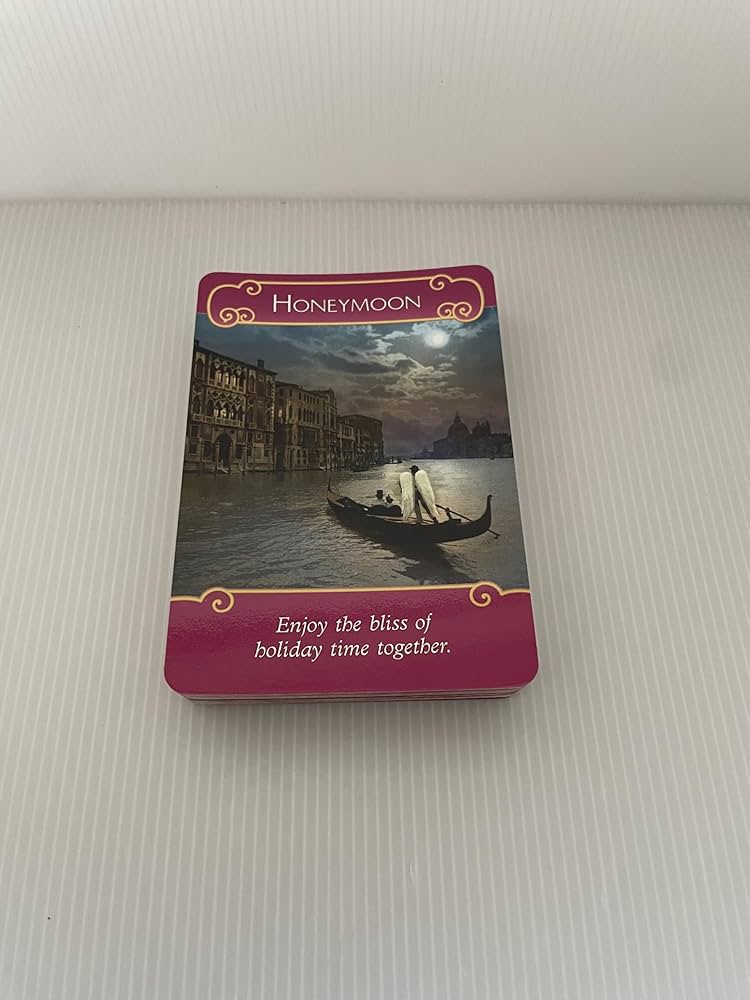 HONEYMOON
Enjoy the bliss of
holiday time together.